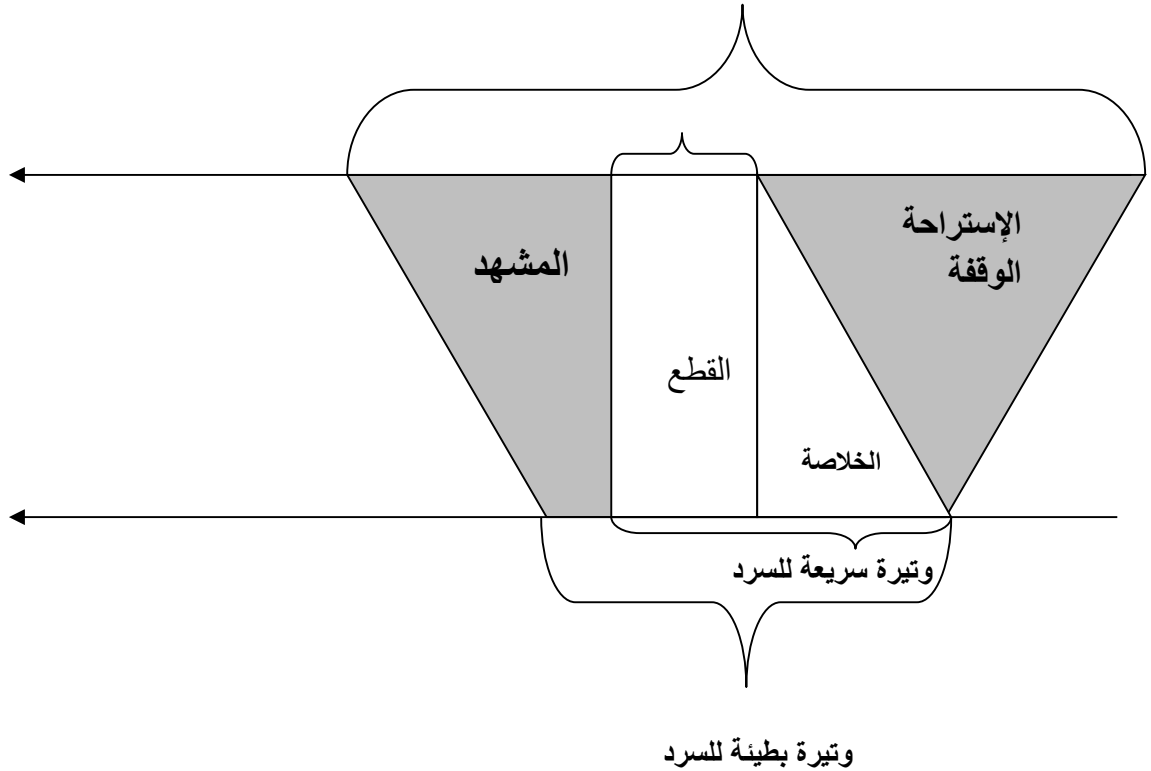 الإستراحة
الوقفة
المشهد
القطع
الخلاصة
وتيرة سريعة للسرد
وتيرة بطيئة للسرد